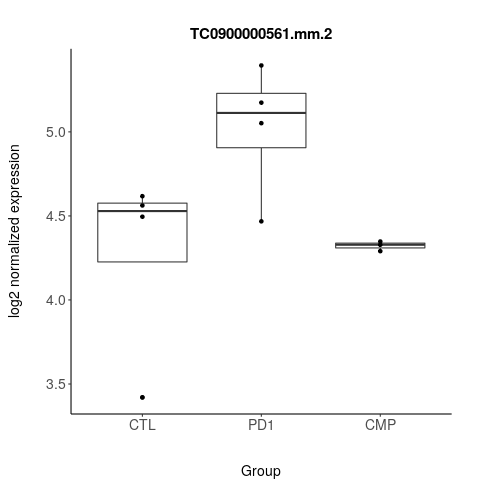 TC0900000561.mm.2
log2 normalized expression
5.0
4.5
4.0
3.5
CTL PD1 CMP
Group